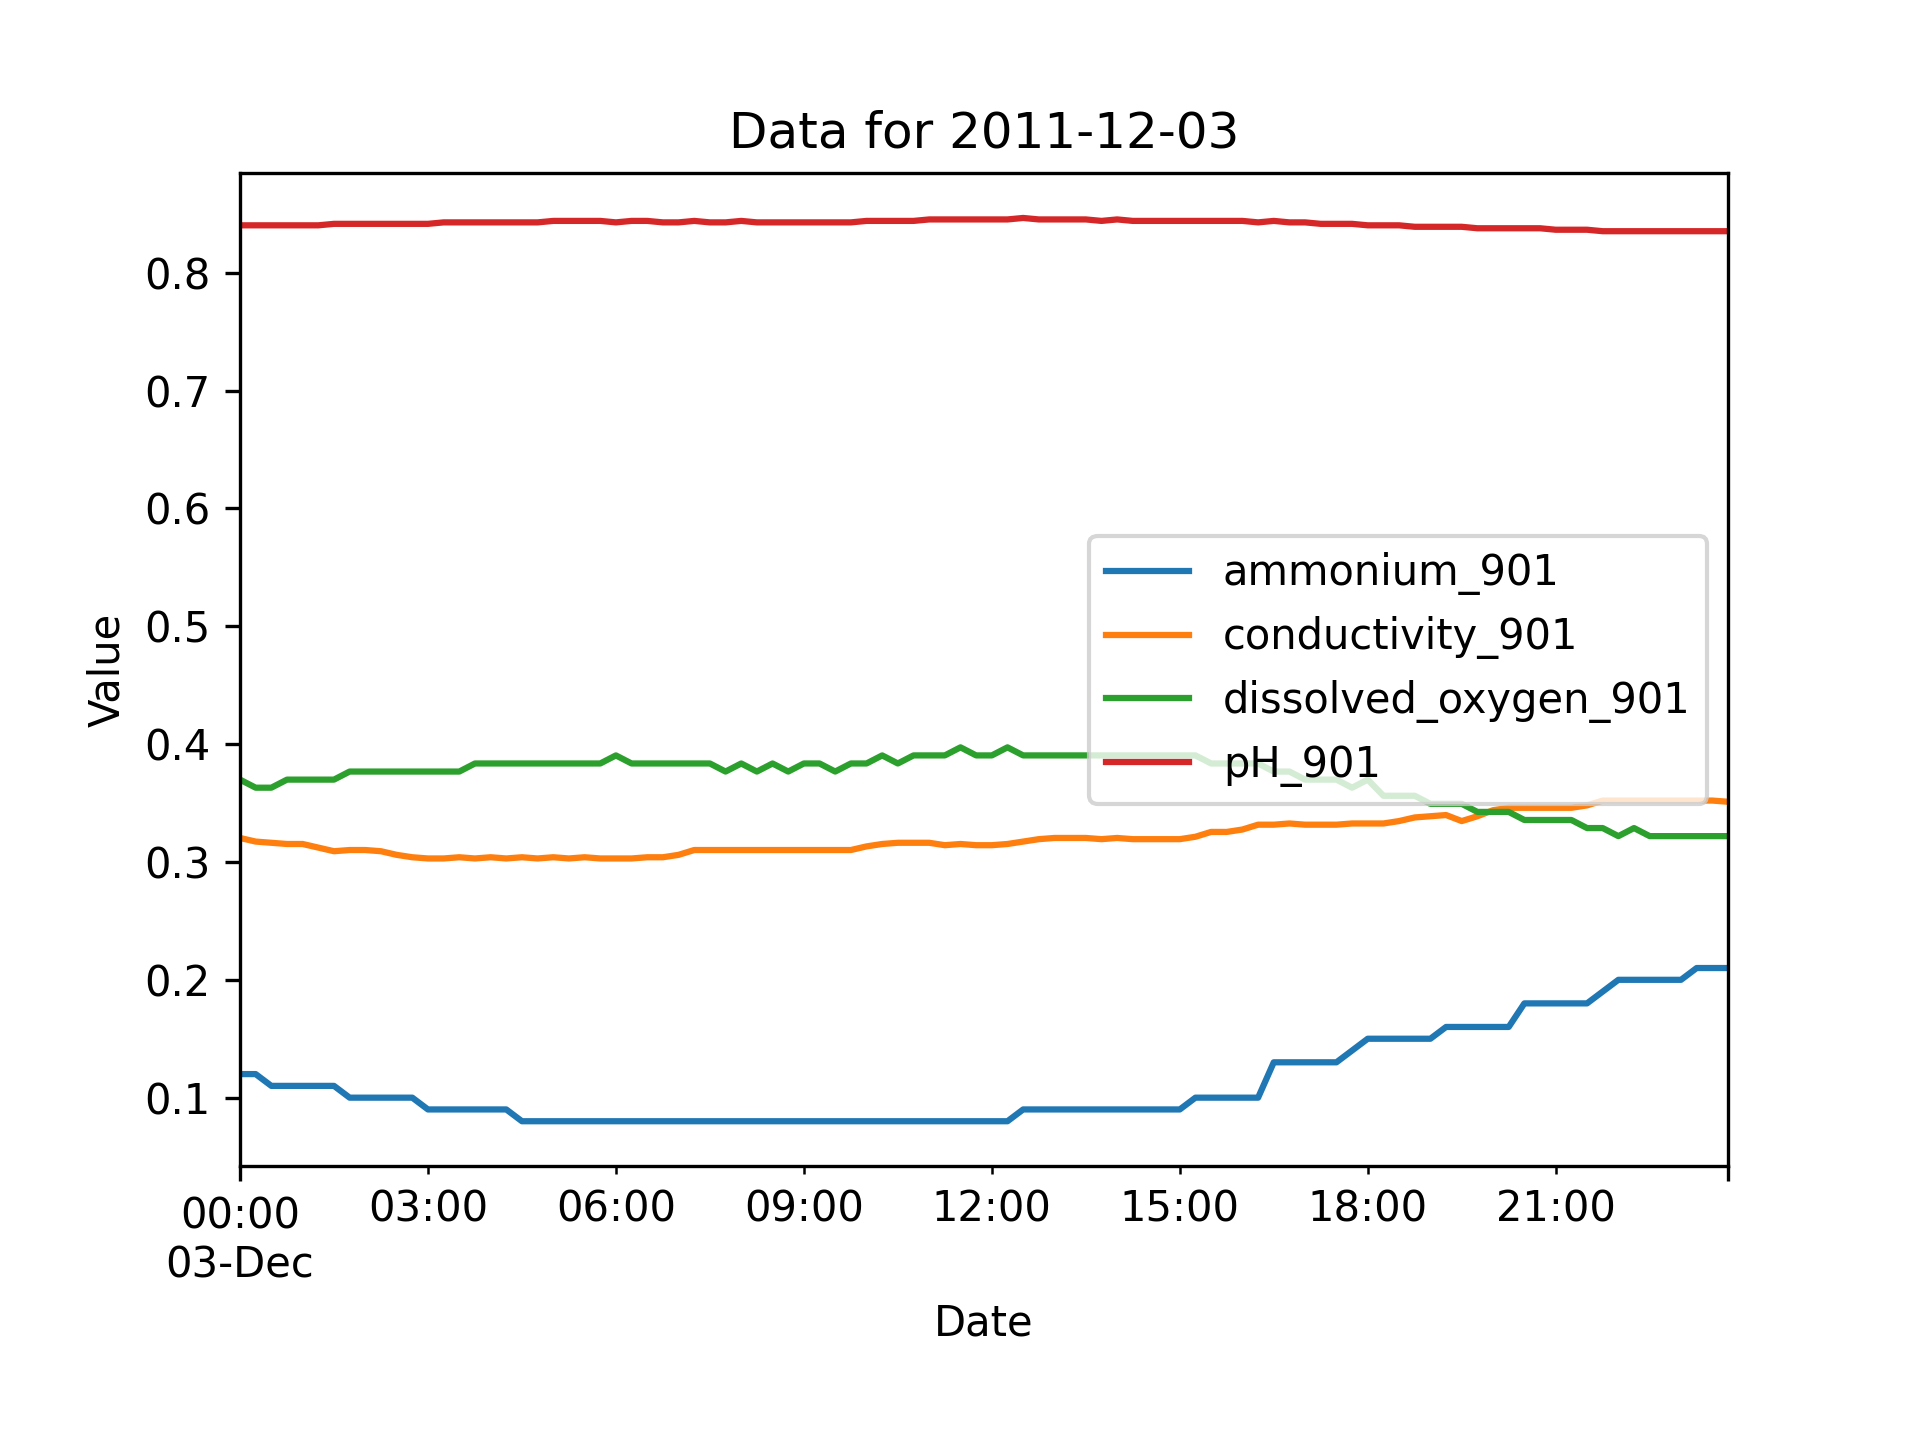 Data for 2011-12-03
Value
0.8
0.7
0.6
0.5
0.4
0.3
0.2
0.1
ammonium_901
conductivity_901
dissolved_oxygen_901
pH_901
00:00 03:00 06:00 09:00 12:00 15:00 18:00 21:00
03-Dec
Date